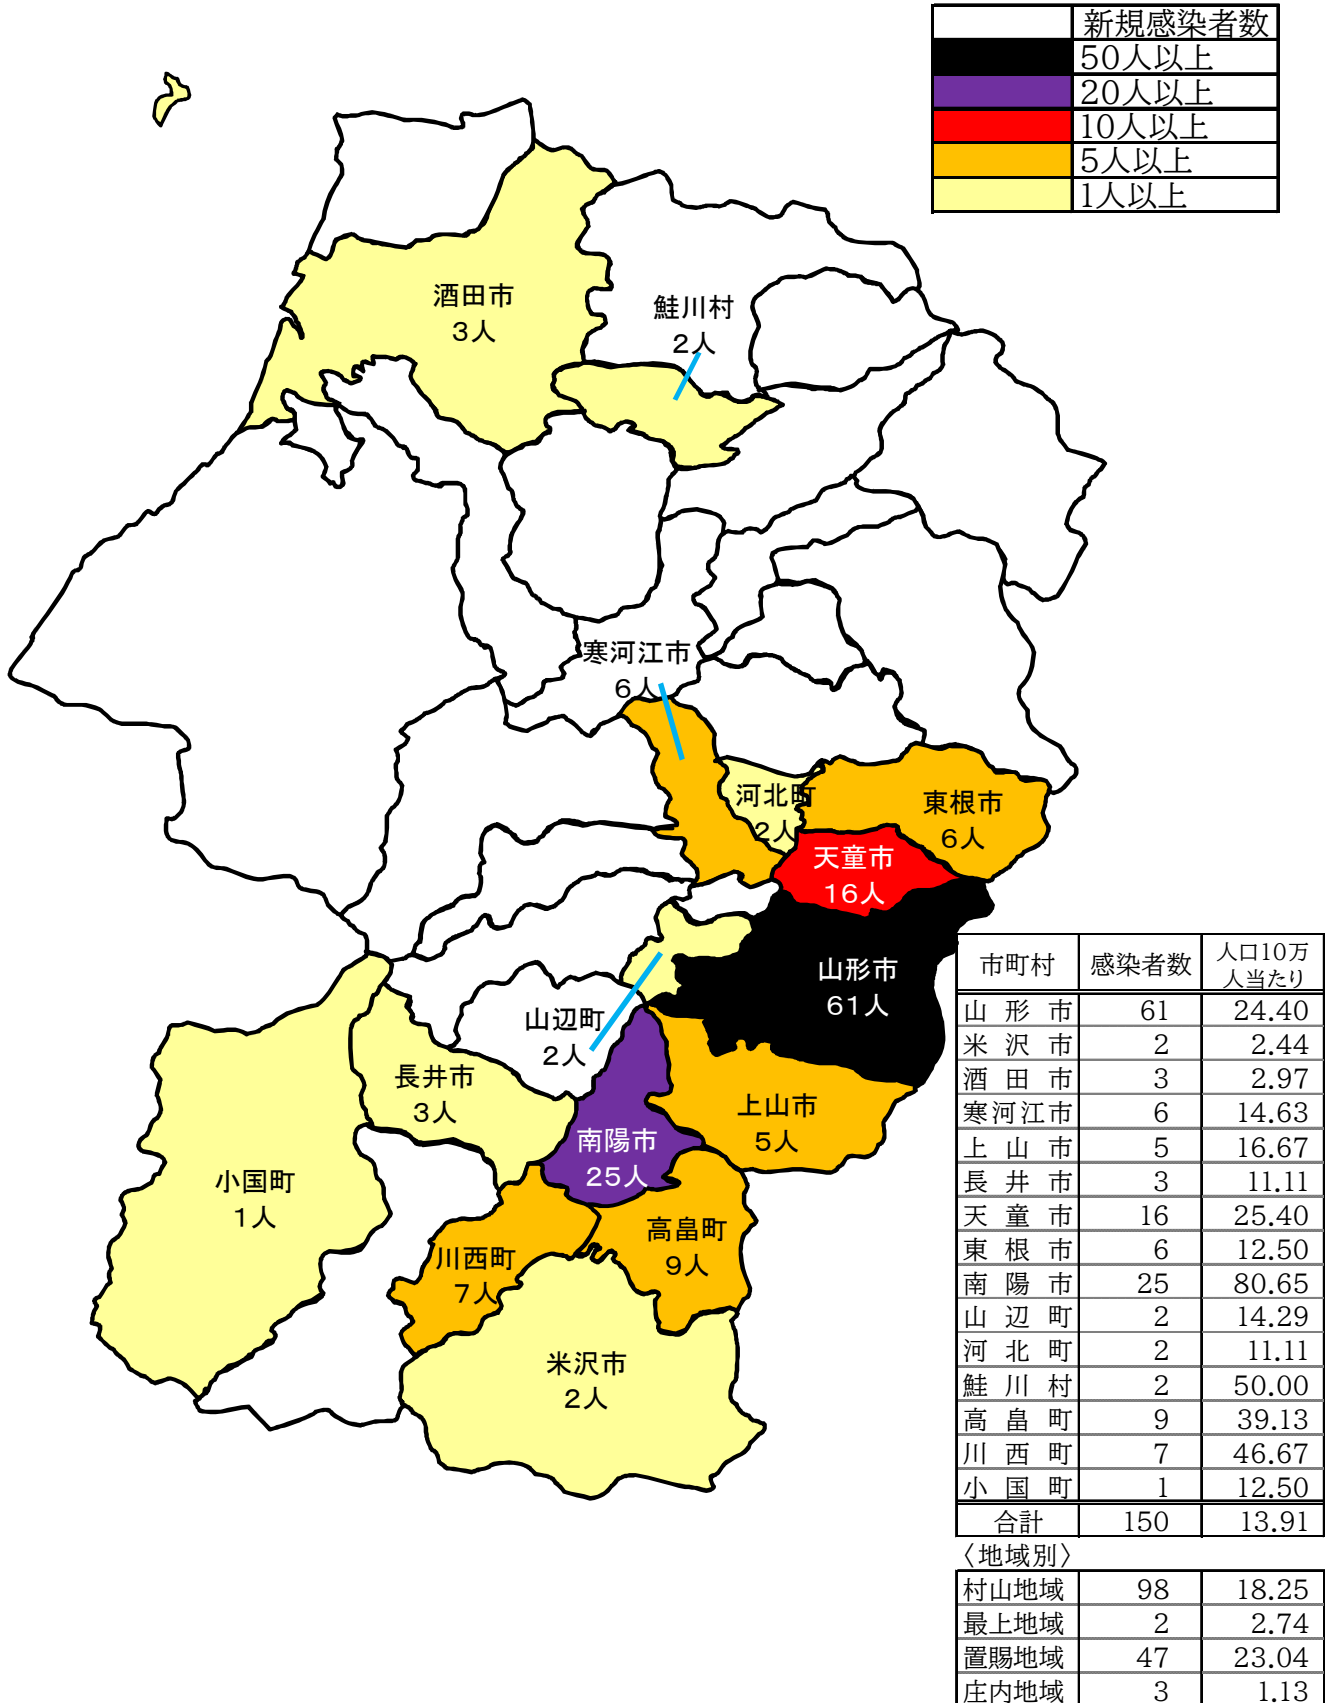 新規感染者数
50人以上
20人以上
10人以上
5人以上
1人以上
酒田市
3人
鮭川村
2人
寒河江市
6人
河北町
2人
東根市
6人
天童市
16人
山形市
61人
山辺町
2人
長井市
3人
上山市
5人
南陽市
25人
小国町
1人
高畠町
9人
川西町
7人
米沢市
2人
市町村 感染者数 人口10万人当たり
山形市 61 24.40
米沢市 2 2.44
酒田市 3 2.97
寒河江市 6 14.63
上山市 5 16.67
長井市 3 11.11
天童市 16 25.40
東根市 6 12.50
南陽市 25 80.65
山辺町 2 14.29
河北町 2 11.11
鮭川村 2 50.00
高畠町 9 39.13
川西町 7 46.67
小国町 1 12.50
合計 150 13.91
〈地域別〉
村山地域 98 18.25
最上地域 2 2.74
置賜地域 47 23.04
庄内地域 3 1.13